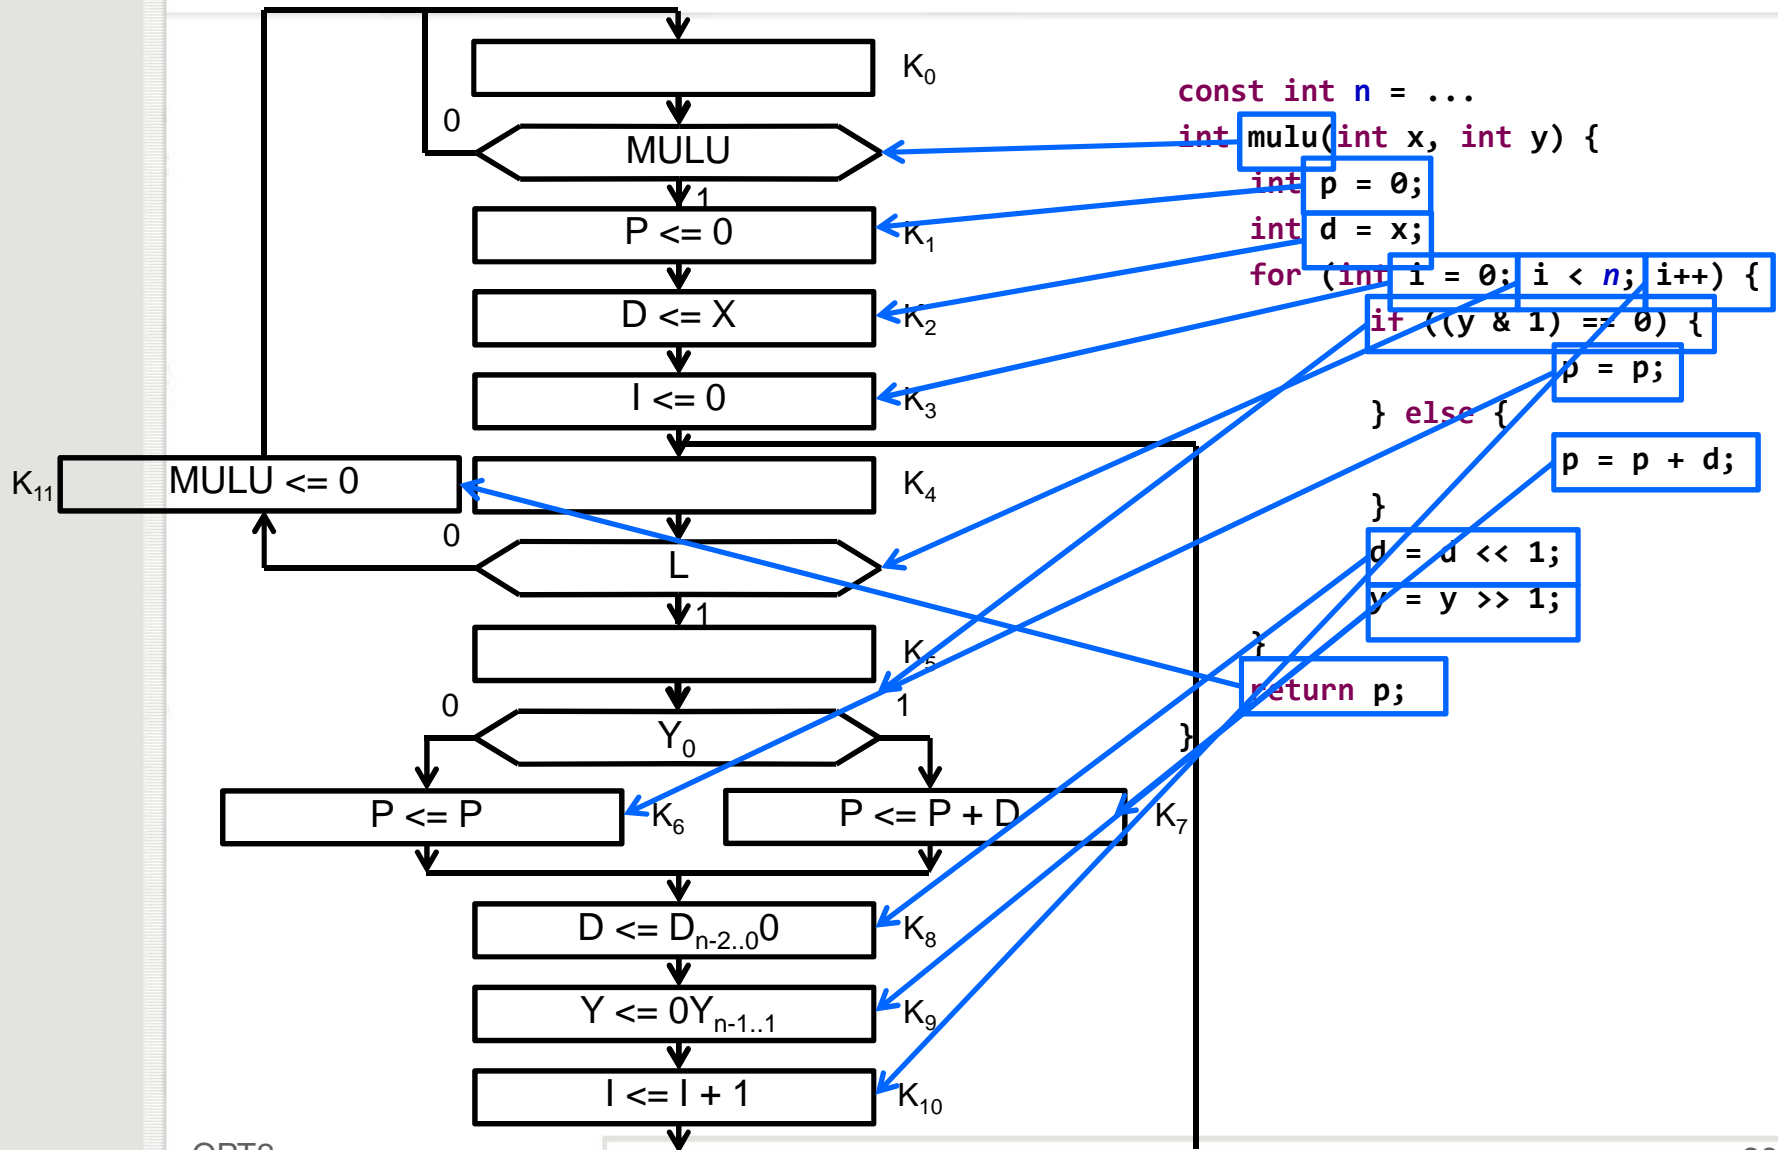 K0
0
MULU
1
P <= 0
K1
D <= X
K2
I <= 0
K3
K11
MULU <= 0
K4
0
L
1
K5
0
1
Y0
P <= P
K6
P <= P + D
K7
D <= Dn-2..00
K8
Y <= 0Yn-1..1
K9
I <= I + 1
K10
const int n = ...
int mulu(int x, int y) {
int p = 0;
int d = x;
for (int i = 0; i < n; i++) {
if ((y & 1) == 0) {
p = p;
} else {
p = p + d;
}
d = d << 1;
y = y >> 1;
}
return p;
}